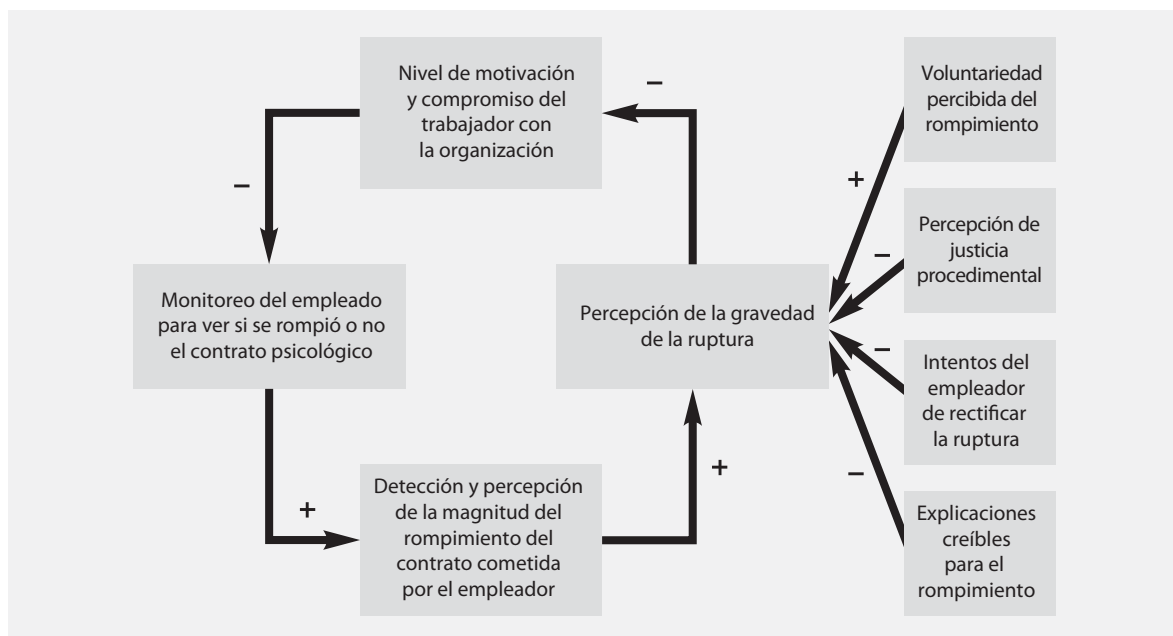 Nivel de motivación
y compromiso del
trabajador con
la organización
−
−
Monitoreo del empleado
para ver si se rompió o no
el contrato psicológico
Percepción de la gravedad
de la ruptura
+
+
Detección y percepción
de la magnitud del
rompimiento del
contrato cometida
por el empleador
Voluntariedad
percibida del
rompimiento
+
Percepción de
justicia
procedimental
−
Intentos del
empleador
de rectificar
la ruptura
−
Explicaciones
creíbles
para el
rompimiento
−